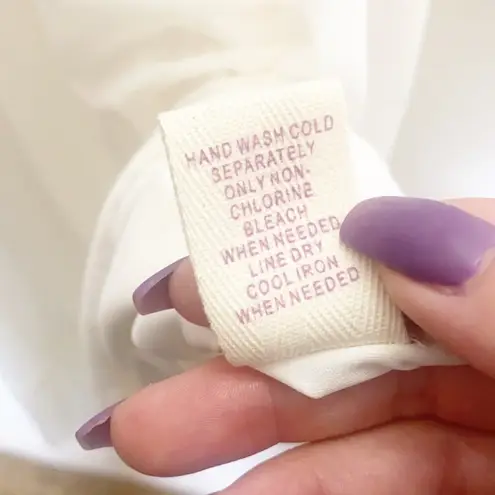 HAND WASH COLD
SEPARATELY
ONLY NON-
CHLORINE
BLEACH
WHEN NEEDED
LINE DRY
COOL IRON
WHEN NEEDED